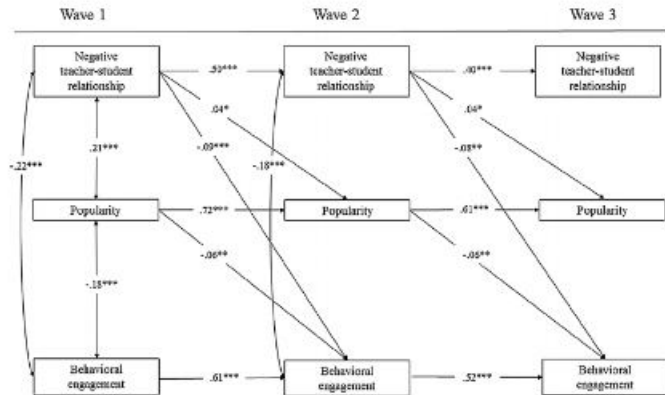 Wave 1 Wave 2 Wave 3
Negative Negative Negative
teacher-student .50*** teacher-student .40*** teacher-student
relationship relationship relationship
.04* .04*
-.09*** -.08**
-.22*** .21*** -.18***
Popularity .72*** Popularity .61*** Popularity
-.06** -.06**
-.18***
Behavioral Behavioral Behavioral
engagement .61*** engagement .52*** engagement